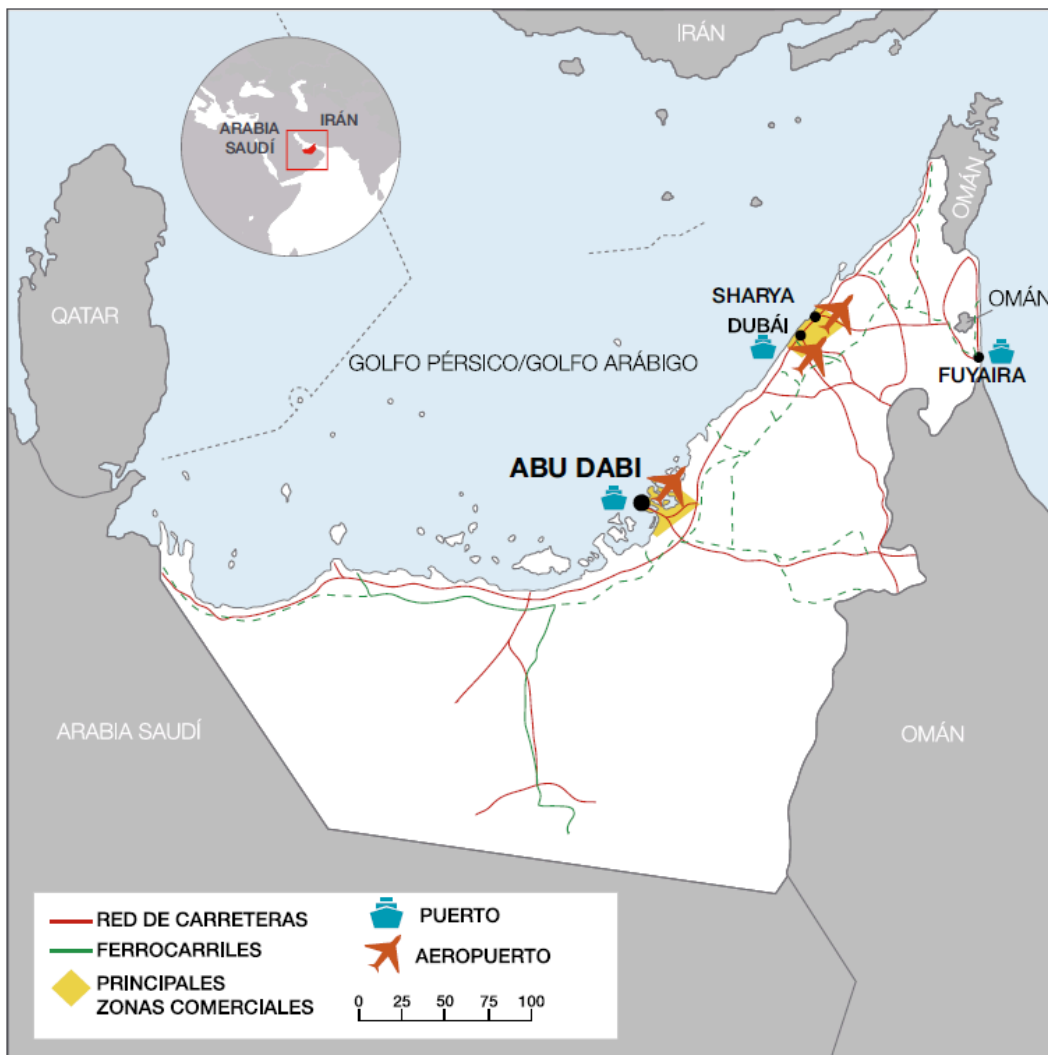 IRÁN
IRÁN
ARABIA
SAUDÍ
OMÁN
QATAR
SHARYA
DUBÁI
OMÁN
GOLFO PÉRSICO/GOLFO ARÁBIGO
FUYAIRA
ABU DABI
ARABIA SAUDÍ
OMÁN
RED DE CARRETERAS
FERROCARRILES
PRINCIPALES
ZONAS COMERCIALES
PUERTO
AEROPUERTO
0 25 50 75 100